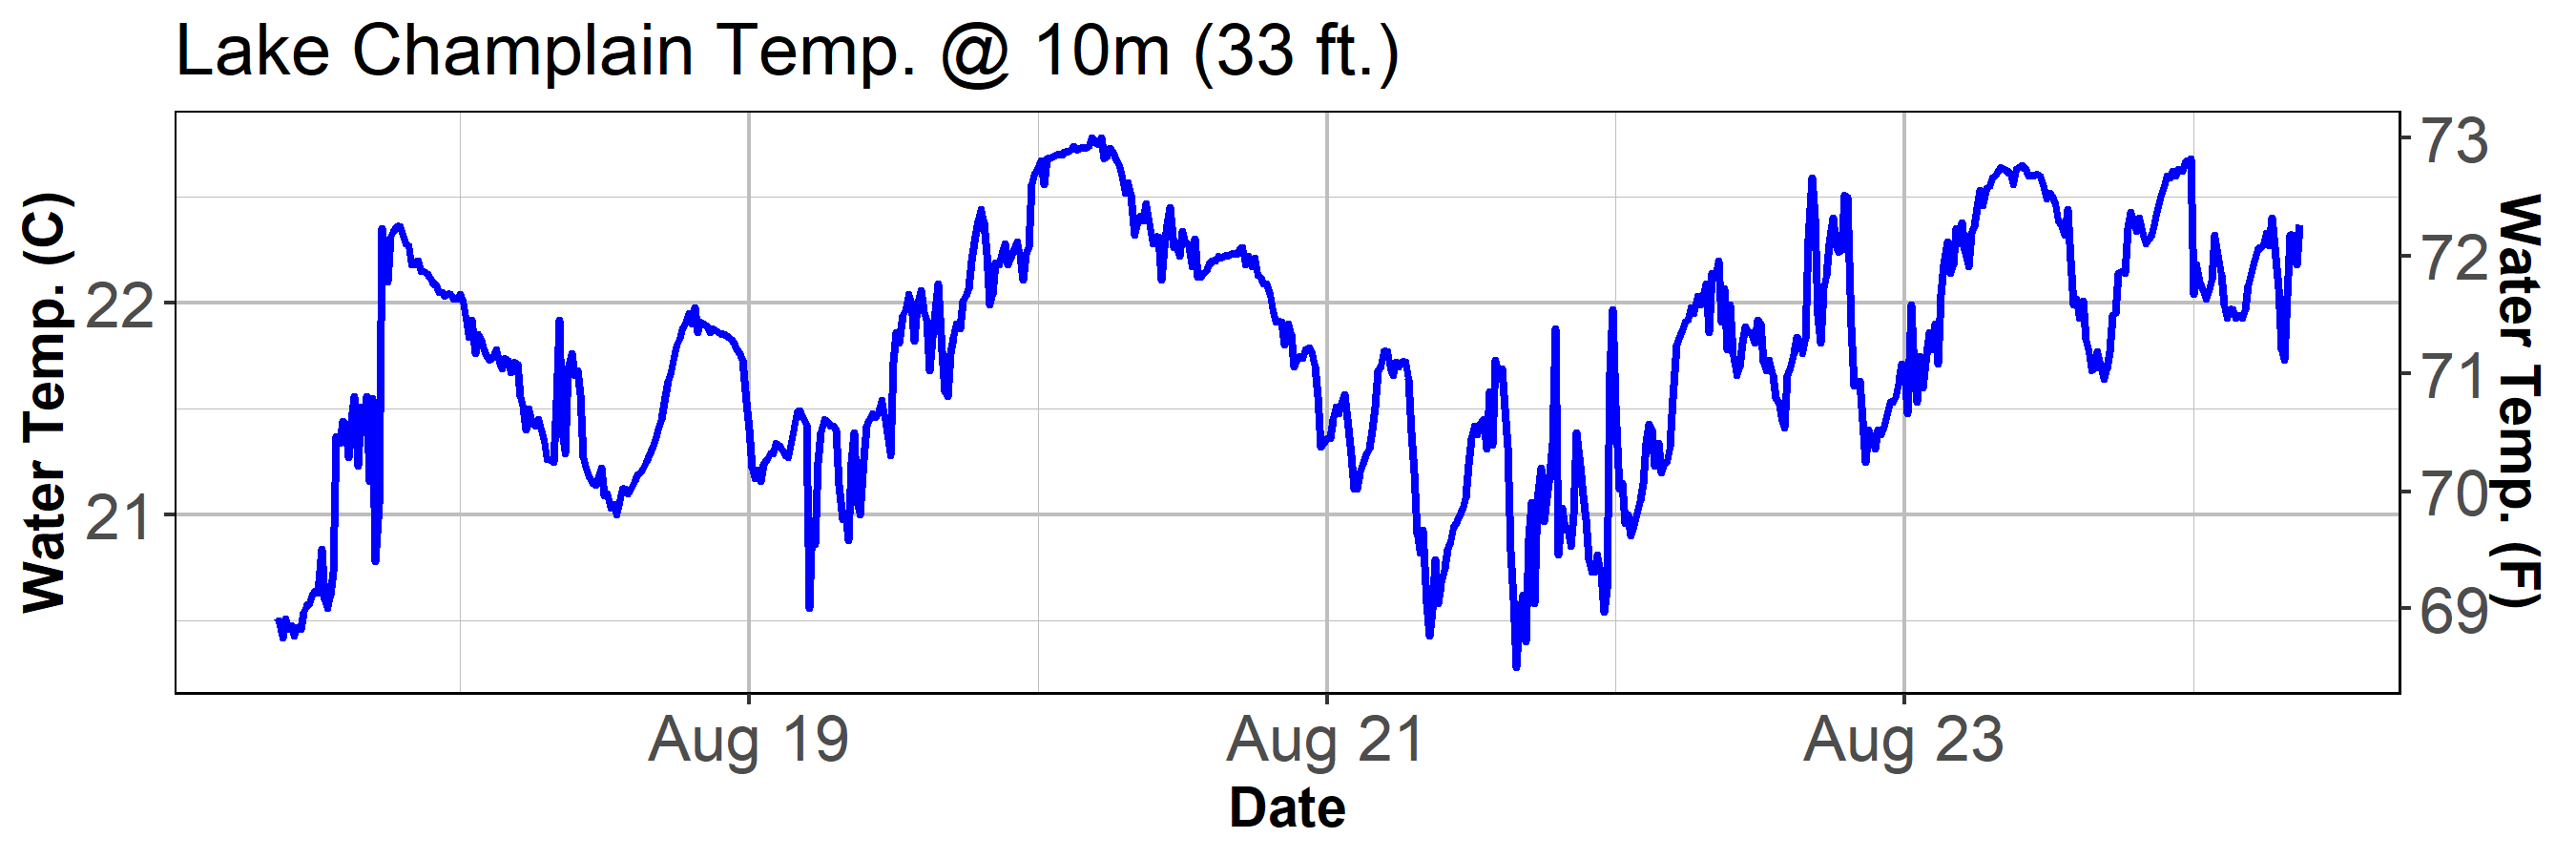 Lake Champlain Temp. @ 10m (33 ft.)
Water Temp. (C)
22
21
73
72
71
70
69
Water Temp. (F)
Aug 19
Aug 21
Aug 23
Date